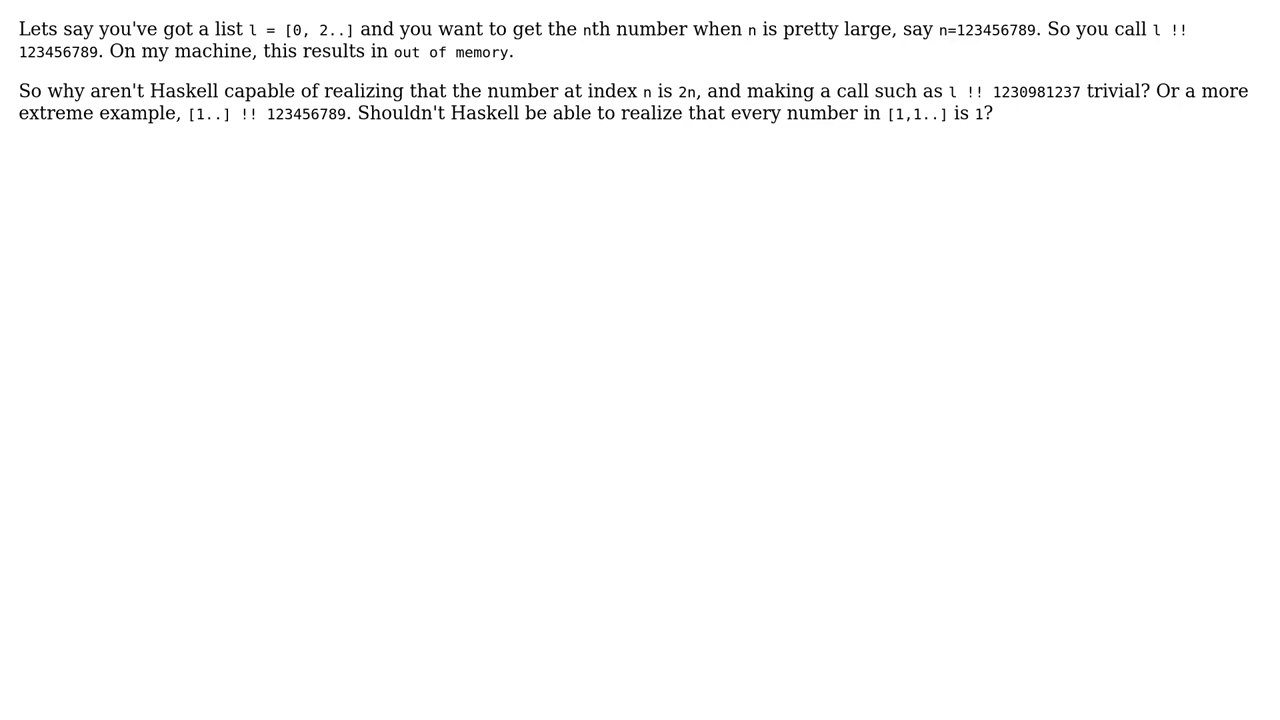 Lets say you've got a list l = [0, 2..] and you want to get the nth number when n is pretty large, say n=123456789. So you call l !!
123456789. On my machine, this results in out of memory.
So why aren't Haskell capable of realizing that the number at index n is 2n, and making a call such as l !! 1230981237 trivial? Or a more
extreme example, [1..] !! 123456789. Shouldn't Haskell be able to realize that every number in [1,1..] is 1?